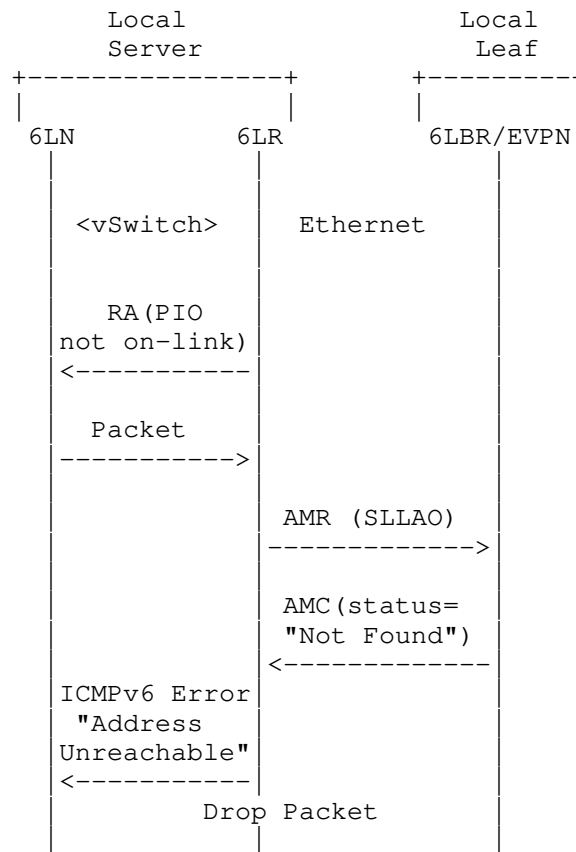 Local Local
Server Leaf
6LN 6LR 6LBR/EVPN
<vSwitch> Ethernet
RA(PIO
not on-link)
Packet
AMR (SLLAO)
AMC(status=
"Not Found")
ICMPv6 Error
"Address
Unreachable"
Drop Packet